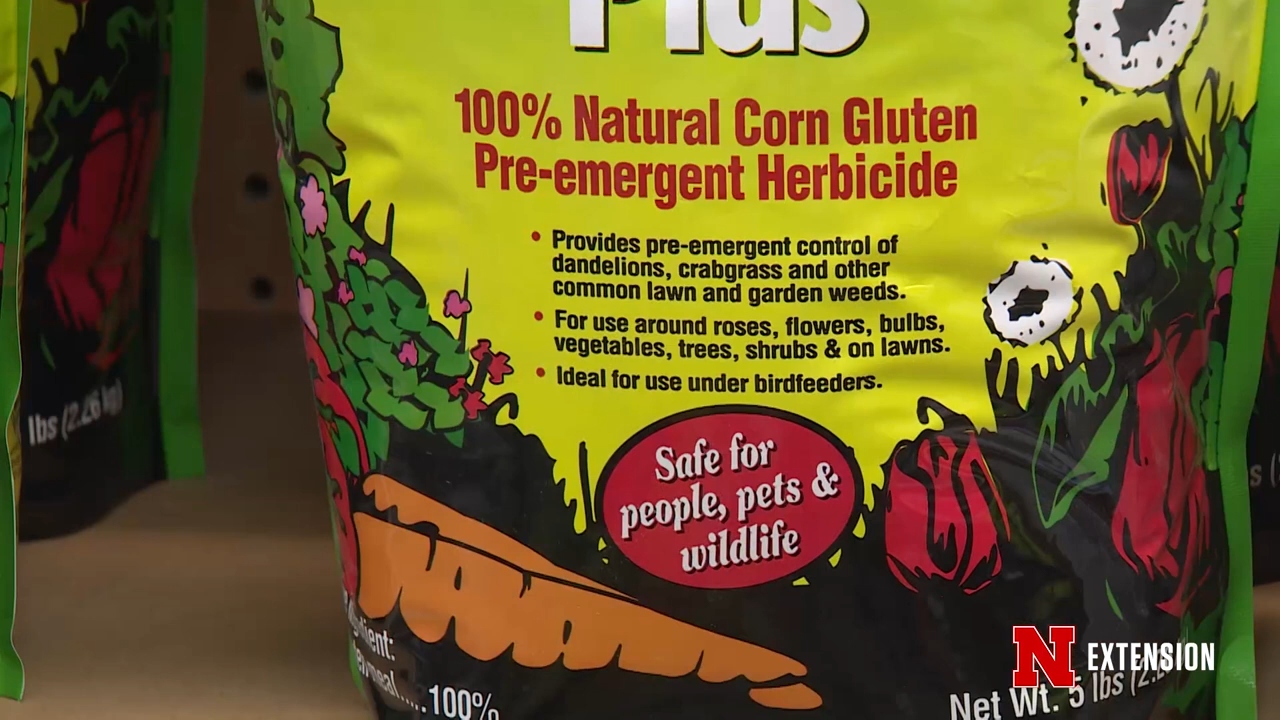 Plus
100% Natural Corn Gluten
Pre-emergent Herbicide
• Provides pre-emergent control of
dandelions, crabgrass and other
common lawn and garden weeds.
• For use around roses, flowers, bulbs,
vegetables, trees, shrubs & on lawns.
• Ideal for use under birdfeeders.
Safe for
people, pets &
wildlife
....100%
Net Wt. 5 lbs (2.
lbs (2.26 kg)
N EXTENSION